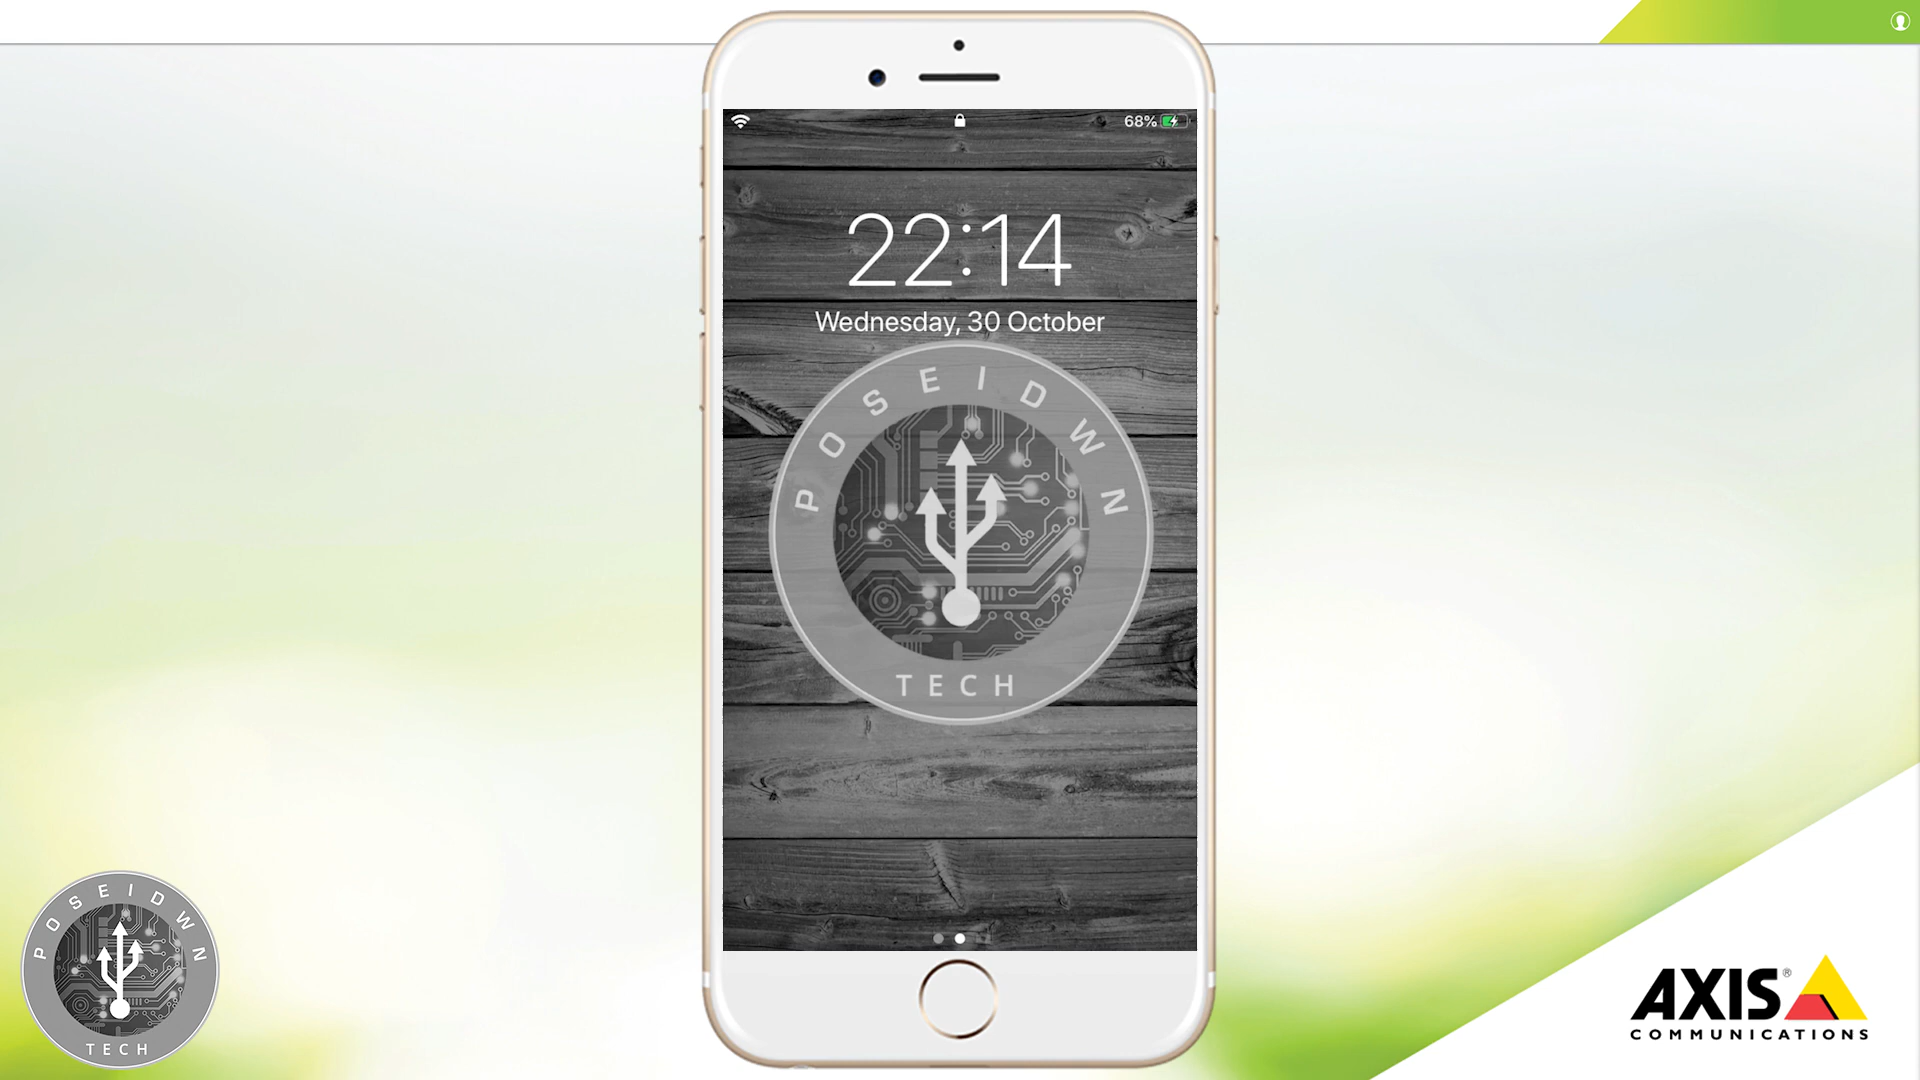 68%
22:14
Wednesday, 30 October
POSEIDWN
TECH
POSEIDWN
TECH
AXIS®
COMMUNICATIONS